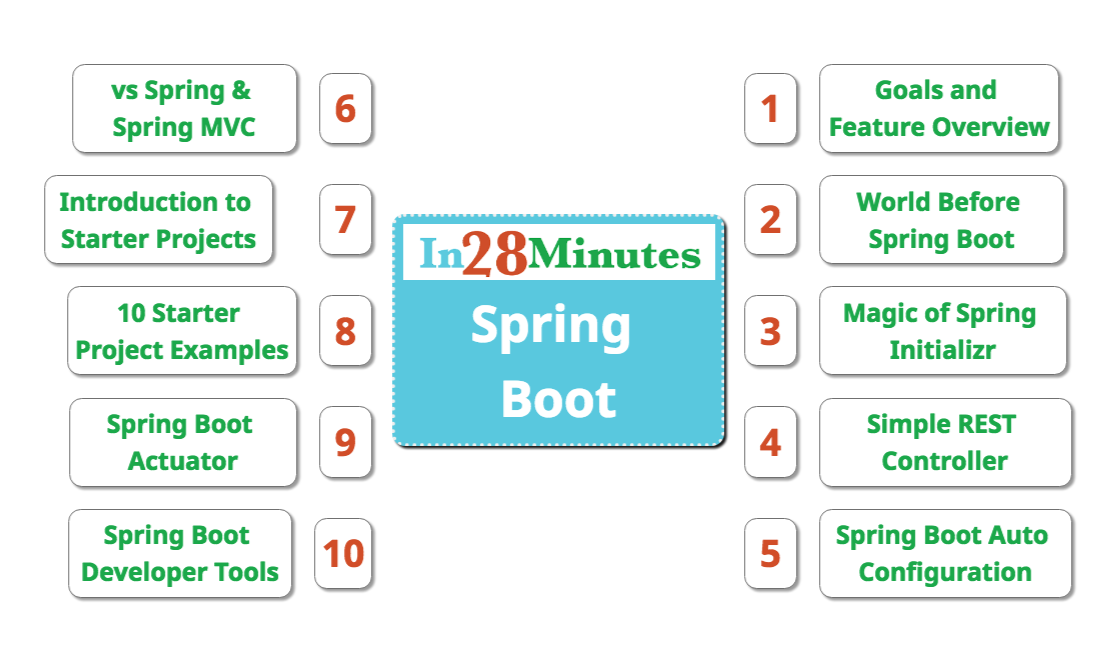 In28Minutes
Spring
Boot
1
Goals and
Feature Overview
2
World Before
Spring Boot
3
Magic of Spring
Initializr
4
Simple REST
Controller
5
Spring Boot Auto
Configuration
6
vs Spring &
Spring MVC
7
Introduction to
Starter Projects
8
10 Starter
Project Examples
9
Spring Boot
Actuator
10
Spring Boot
Developer Tools